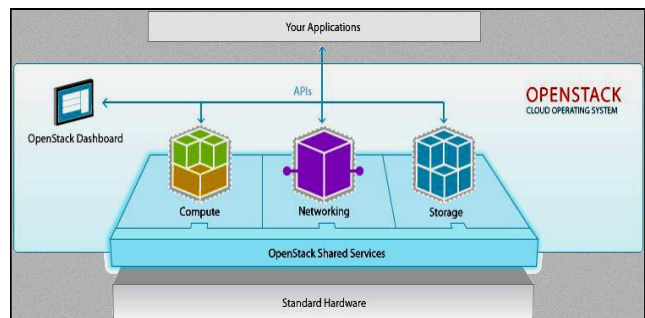 Your Applications
APIs
OPENSTACK
CLOUD OPERATING SYSTEM
OpenStack Dashboard
Compute
Networking
Storage
OpenStack Shared Services
Standard Hardware